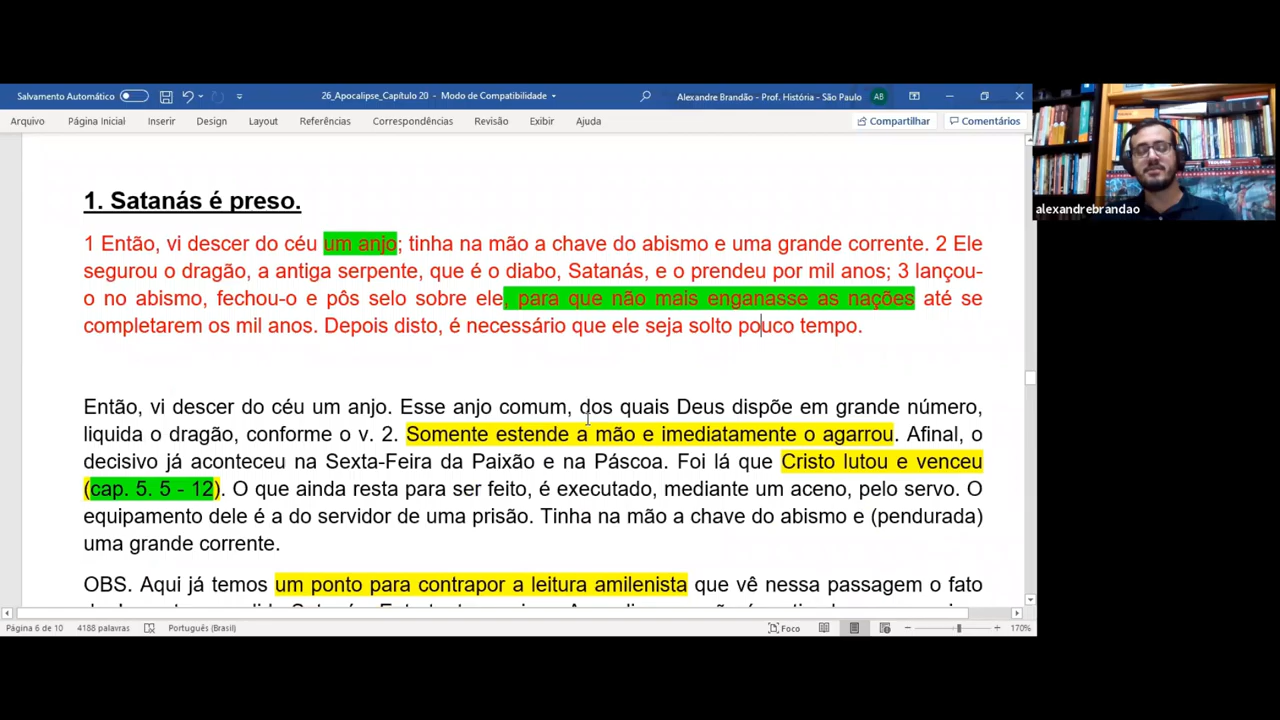 Salvamento Automático
26_Apocalipse_Capítulo 20 - Modo de Compatibilidade
Alexandre Brandão - Prof. História - São Paulo AB
Arquivo Página Inicial Inserir Design Layout Referências Correspondências Revisão Exibir Ajuda Compartilhar Comentários
1. Satanás é preso.
1 Então, vi descer do céu um anjo; tinha na mão a chave do abismo e uma grande corrente. 2 Ele
segurou o dragão, a antiga serpente, que é o diabo, Satanás, e o prendeu por mil anos; 3 lançou-
o no abismo, fechou-o e pôs selo sobre ele, para que não mais enganasse as nações até se
completarem os mil anos. Depois disto, é necessário que ele seja solto pouco tempo.
Então, vi descer do céu um anjo. Esse anjo comum, dos quais Deus dispõe em grande número,
liquida o dragão, conforme o v. 2. Somente estende a mão e imediatamente o agarrou. Afinal, o
decisivo já aconteceu na Sexta-Feira da Paixão e na Páscoa. Foi lá que Cristo lutou e venceu
(cap. 5. 5 - 12). O que ainda resta para ser feito, é executado, mediante um aceno, pelo servo. O
equipamento dele é a do servidor de uma prisão. Tinha na mão a chave do abismo e (pendurada)
uma grande corrente.
OBS. Aqui já temos um ponto para contrapor a leitura amilenista que vê nessa passagem o fato
Página 6 de 10 4188 palavras Português (Brasil) Foco 170%
alexandrebrandao